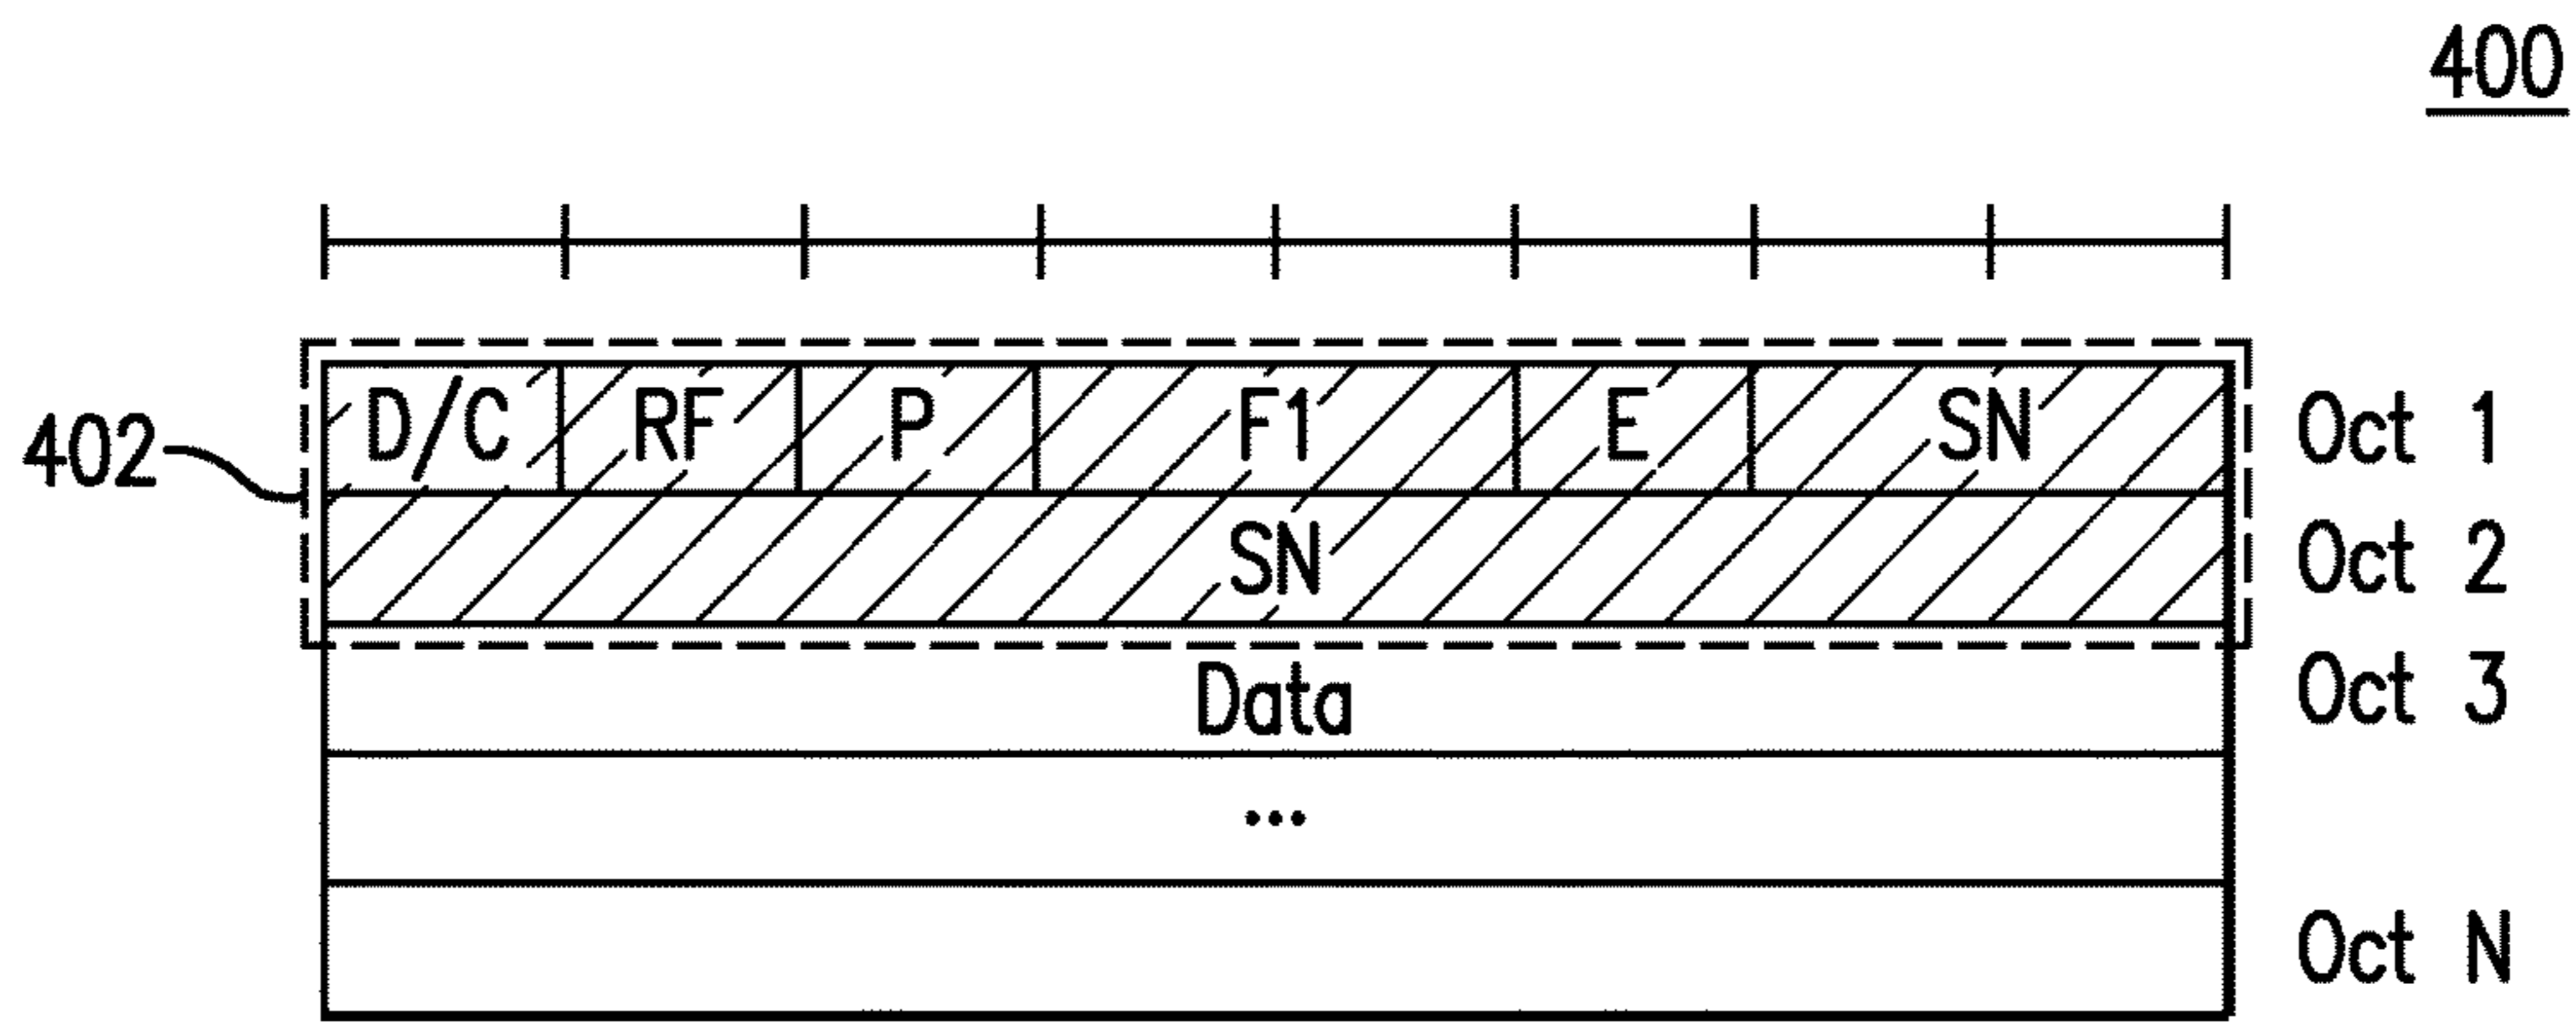 400
D/C RF P F1 E SN Oct 1
402
SN Oct 2
Data Oct 3
...
Oct N